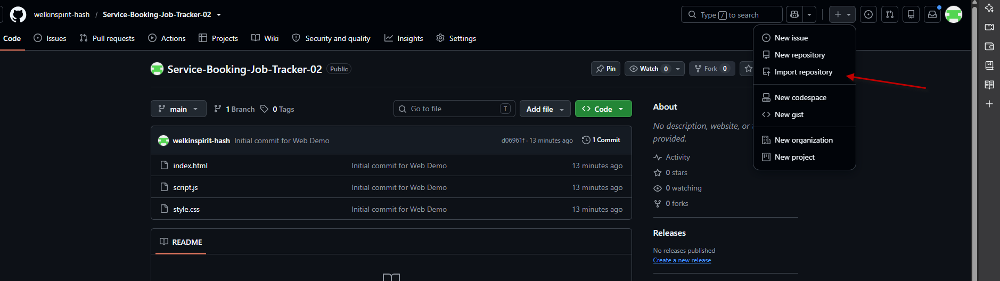 welkinspirit-hash / Service-Booking-Job-Tracker-02
Type / to search
Code Issues Pull requests Actions Projects Wiki Security and quality Insights Settings
New issue
New repository
Import repository
New codespace
New gist
New organization
New project
Service-Booking-Job-Tracker-02 Public
Pin Watch 0 Fork 0
main 1 Branch 0 Tags Go to file T Add file Code
welkinspirit-hash Initial commit for Web Demo d06961f · 13 minutes ago 1 Commit
index.html Initial commit for Web Demo 13 minutes ago
script.js Initial commit for Web Demo 13 minutes ago
style.css Initial commit for Web Demo 13 minutes ago
README
About
No description, website, or
provided.
Activity
0 stars
0 watching
0 forks
Releases
No releases published
Create a new release